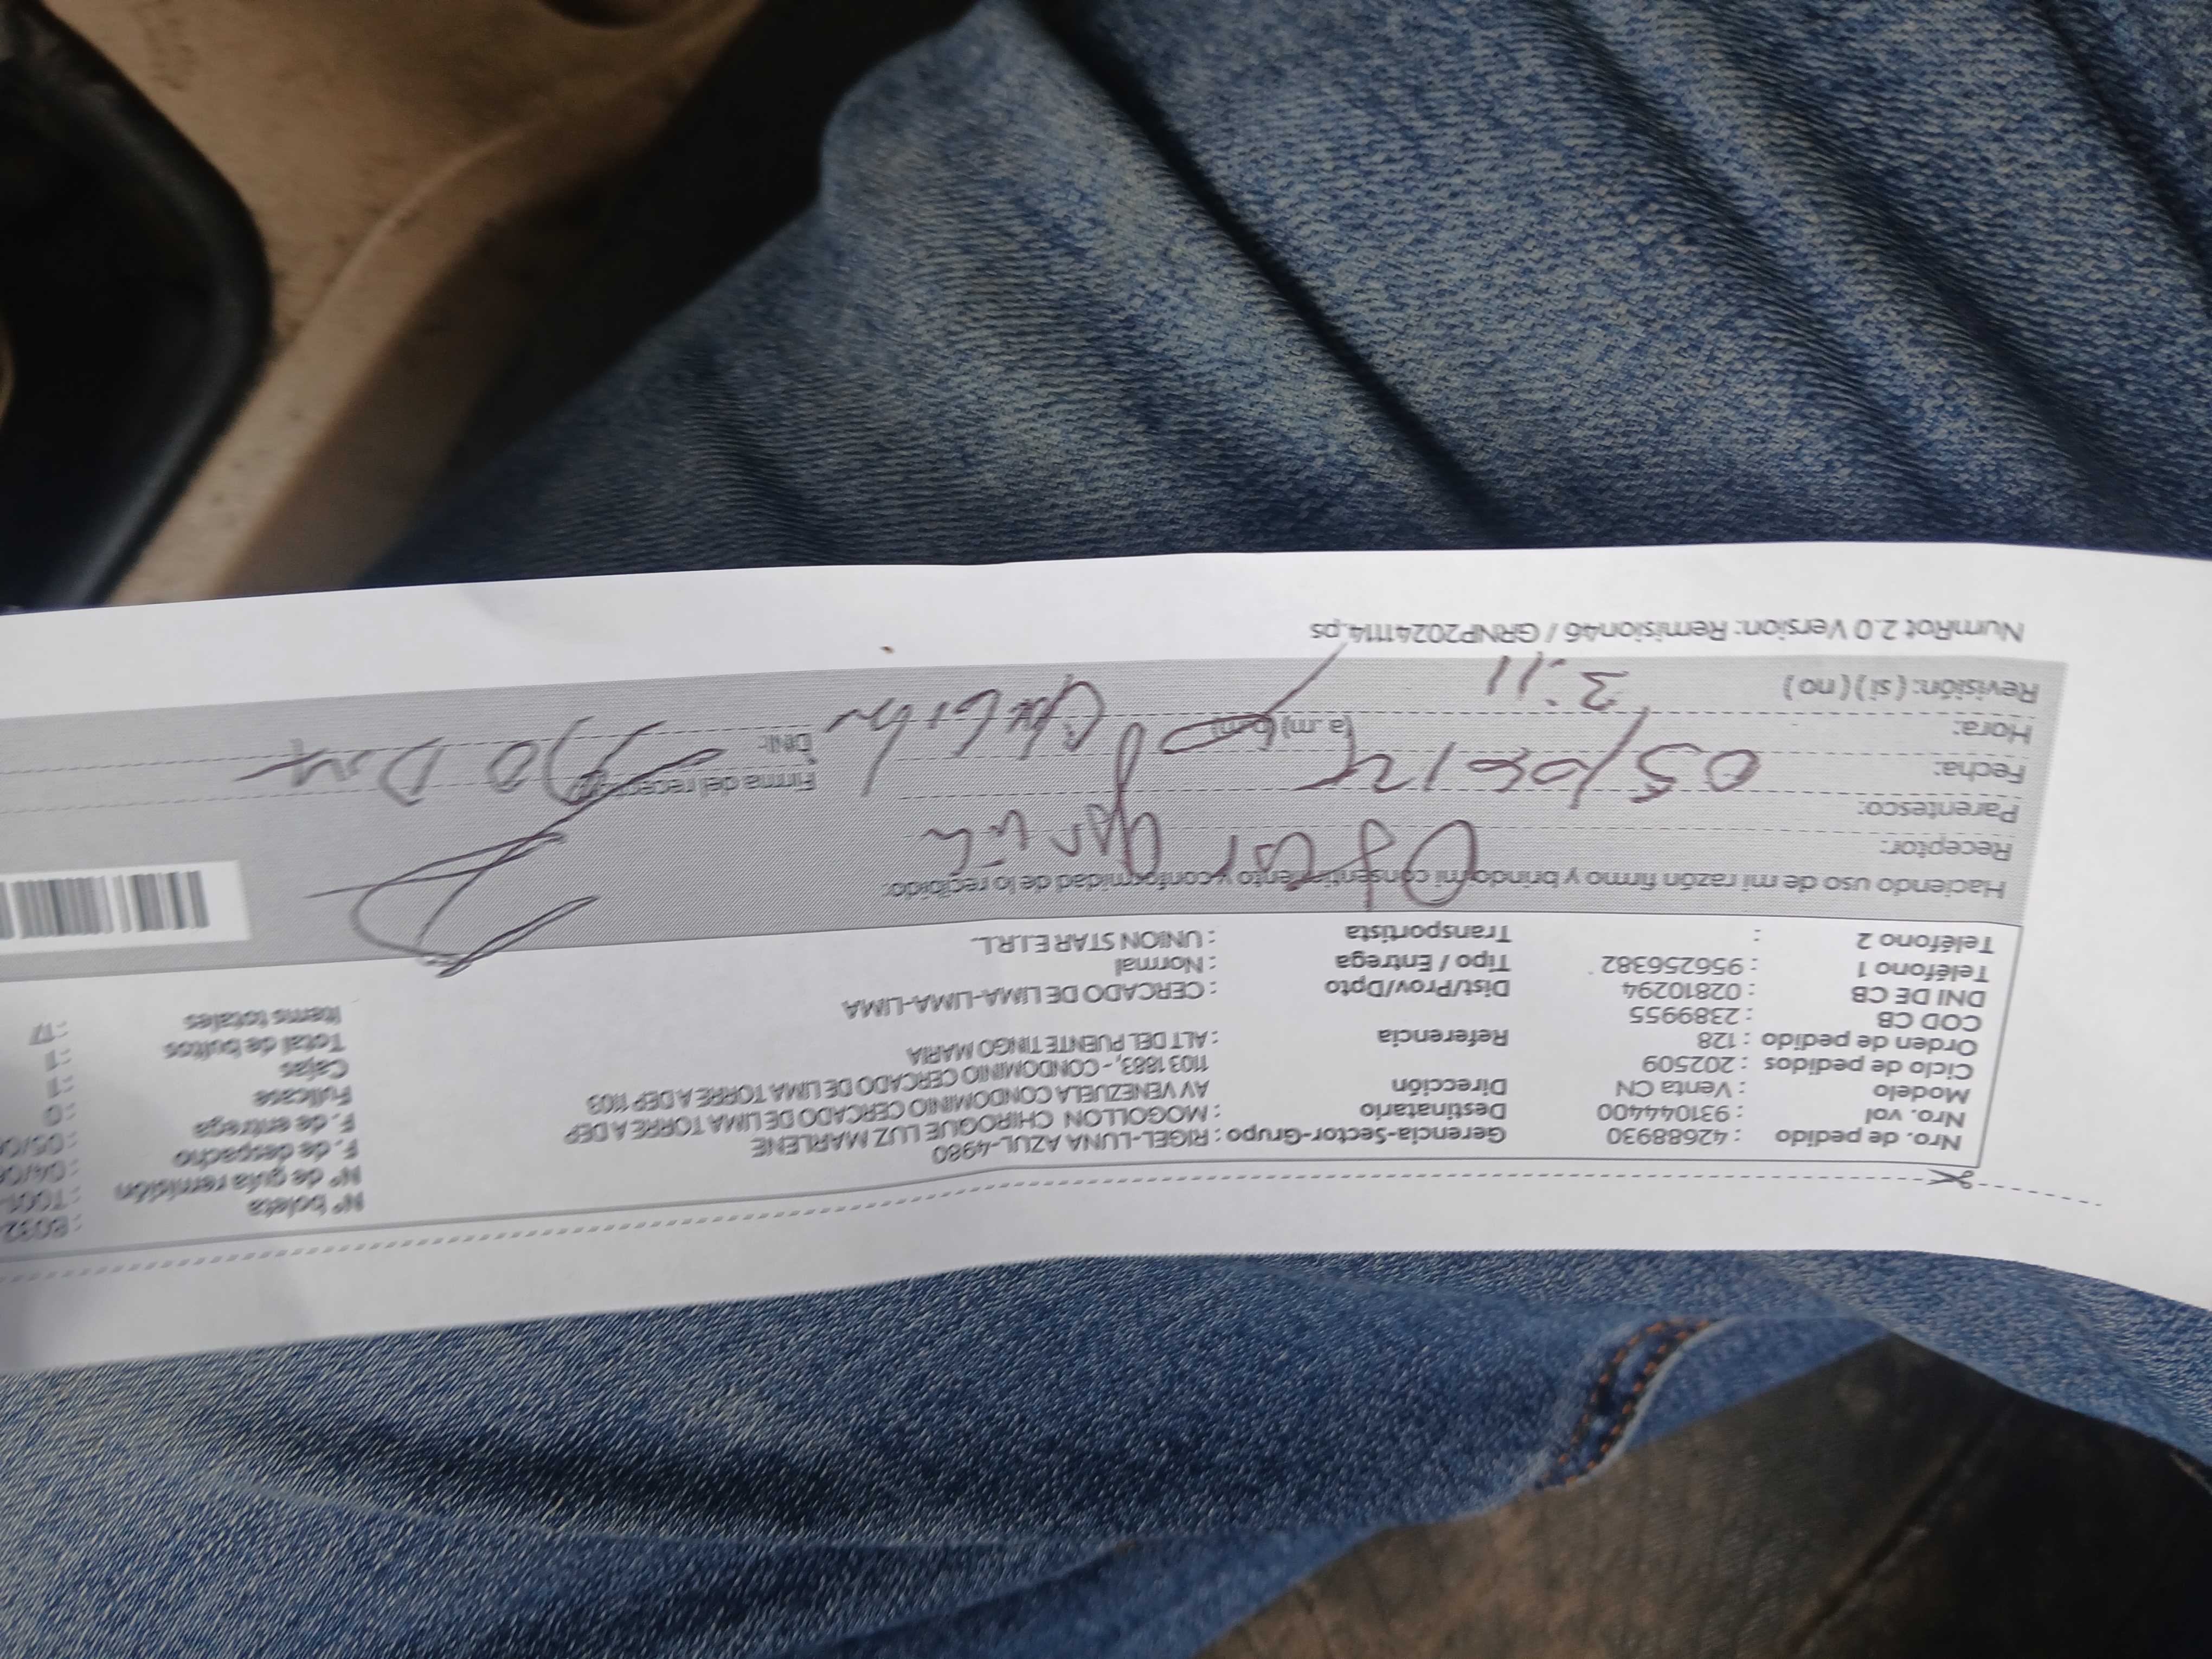 Nro. de pedido : 42688930 Gerencia-Sector-Grupo : RIGEL-LUNA AZUL-4980 Nº boleta
Nro. vol : 931044400 Destinatario : MOGOLLON CHIROQUE LUZ MARLENE Nº de guía remisión : T001-
Modelo : Venta CN Dirección AV VENEZUELA CONDOMINIO CERCADO DE LIMA TORRE A DEP F. de despacho : 04/0
Ciclo de pedidos : 202509 1103 1883, - CONDOMINIO CERCADO DE LIMA TORRE A DEP 1103 F. de entrega : 05/0
Orden de pedido : 128 Referencia : ALT DEL PUENTE TINGO MARIA Fullcase : 0
COD CB : 2389955 Cajas : 1
DNI DE CB : 02810294 Dist/Prov/Dpto : CERCADO DE LIMA-LIMA-LIMA Total de bultos : 1
Teléfono 1 : 956256382 Tipo / Entrega : Normal Items totales : 17
Teléfono 2 : Transportista : UNION STAR E.I.R.L.
Haciendo uso de mi razón firmo y brindo mi consentimiento y conformidad de lo recibido:
Receptor: Oscar
Parentesco:
Fecha: Firma del receptor
Hora: (a.m) (p.m) DNI:
Revisión: (si) (no) 3:11
NumRot 2.0 Version: Remision46 / GRNP20241114.ps